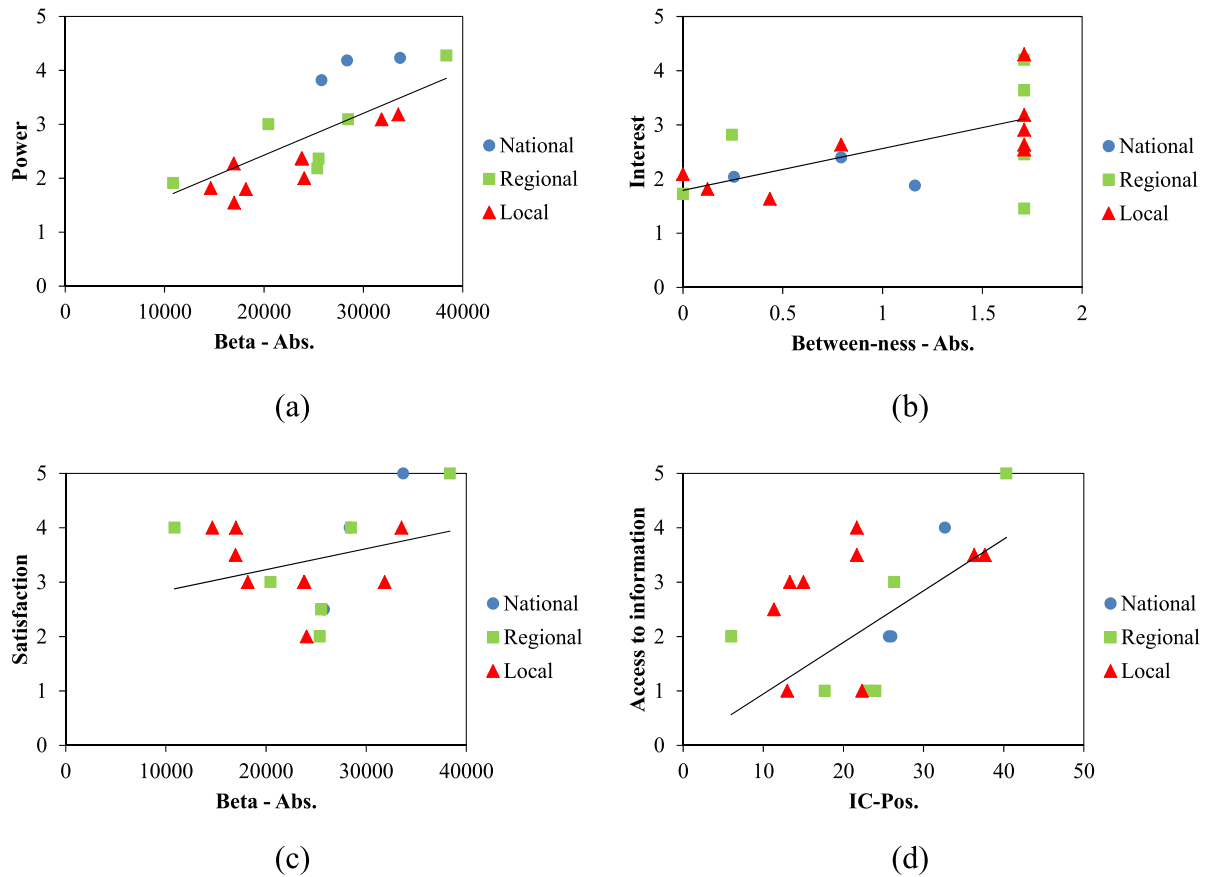 5
4
3
2
1
0
Power
0 10000 20000 30000 40000
Beta - Abs.
National
Regional
Local
(a)
5
4
3
2
1
0
Interest
0 0.5 1 1.5 2
Between-ness - Abs.
National
Regional
Local
(b)
5
4
3
2
1
0
Satisfaction
0 10000 20000 30000 40000
Beta - Abs.
National
Regional
Local
(c)
5
4
3
2
1
0
Access to information
0 10 20 30 40 50
IC-Pos.
National
Regional
Local
(d)